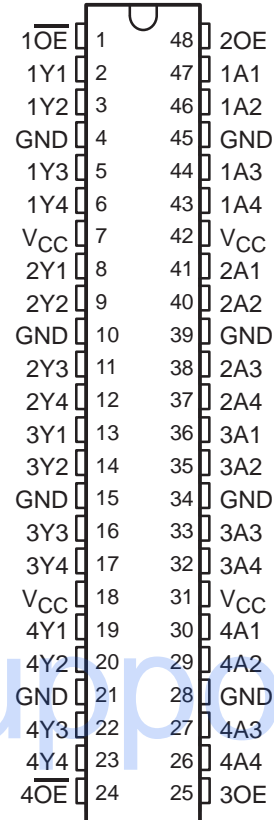 1O̅E̅ 1 48 2OE
1Y1 2 47 1A1
1Y2 3 46 1A2
GND 4 45 GND
1Y3 5 44 1A3
1Y4 6 43 1A4
VCC 7 42 VCC
2Y1 8 41 2A1
2Y2 9 40 2A2
GND 10 39 GND
2Y3 11 38 2A3
2Y4 12 37 2A4
3Y1 13 36 3A1
3Y2 14 35 3A2
GND 15 34 GND
3Y3 16 33 3A3
3Y4 17 32 3A4
VCC 18 31 VCC
4Y1 19 30 4A1
4Y2 20 29 4A2
GND 21 28 GND
4Y3 22 27 4A3
4Y4 23 26 4A4
4O̅E̅ 24 25 3OE